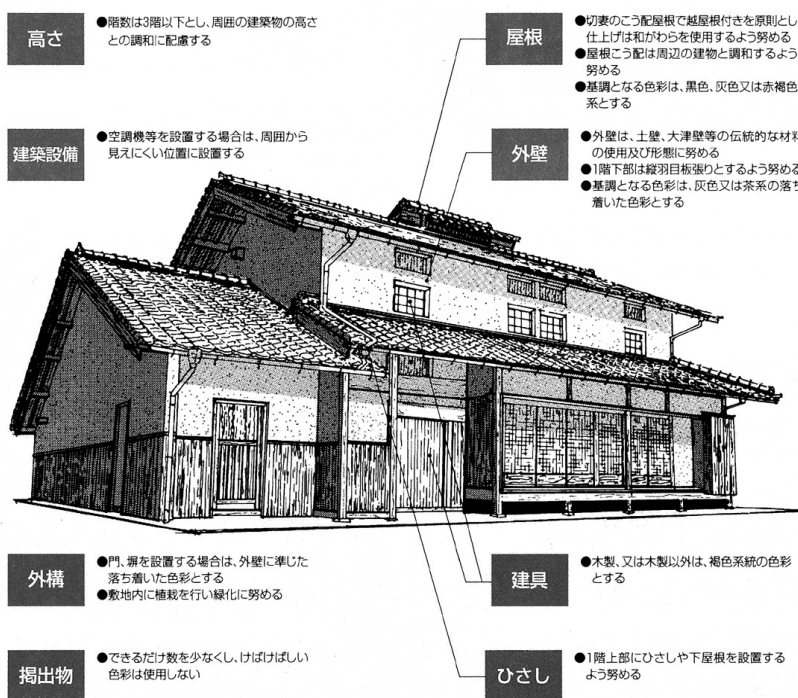 高さ
●階数は3階以下とし、周囲の建築物の高さ
との調和に配慮する
屋根
●切妻のこう配屋根で越屋根付きを原則とし
仕上げは和がわらを使用するよう努める
●屋根こう配は周辺の建物と調和するよう
努める
●基調となる色彩は、黒色、灰色又は赤褐色
系とする
建築設備
●空調機等を設置する場合は、周囲から
見えにくい位置に設置する
外壁
●外壁は、土壁、大津壁等の伝統的な材料
の使用及び形態に努める
●1階下部は縦羽目板張りとするよう努める
●基調となる色彩は、灰色又は茶系の落ち
着いた色彩とする
外構
●門、塀を設置する場合は、外壁に準じた
落ち着いた色彩とする
●敷地内に植栽を行い緑化に努める
建具
●木製、又は木製以外は、褐色系統の色彩
とする
掲出物
●できるだけ数を少なくし、けばけばしい
色彩は使用しない
ひさし
●1階上部にひさしや下屋根を設置する
よう努める